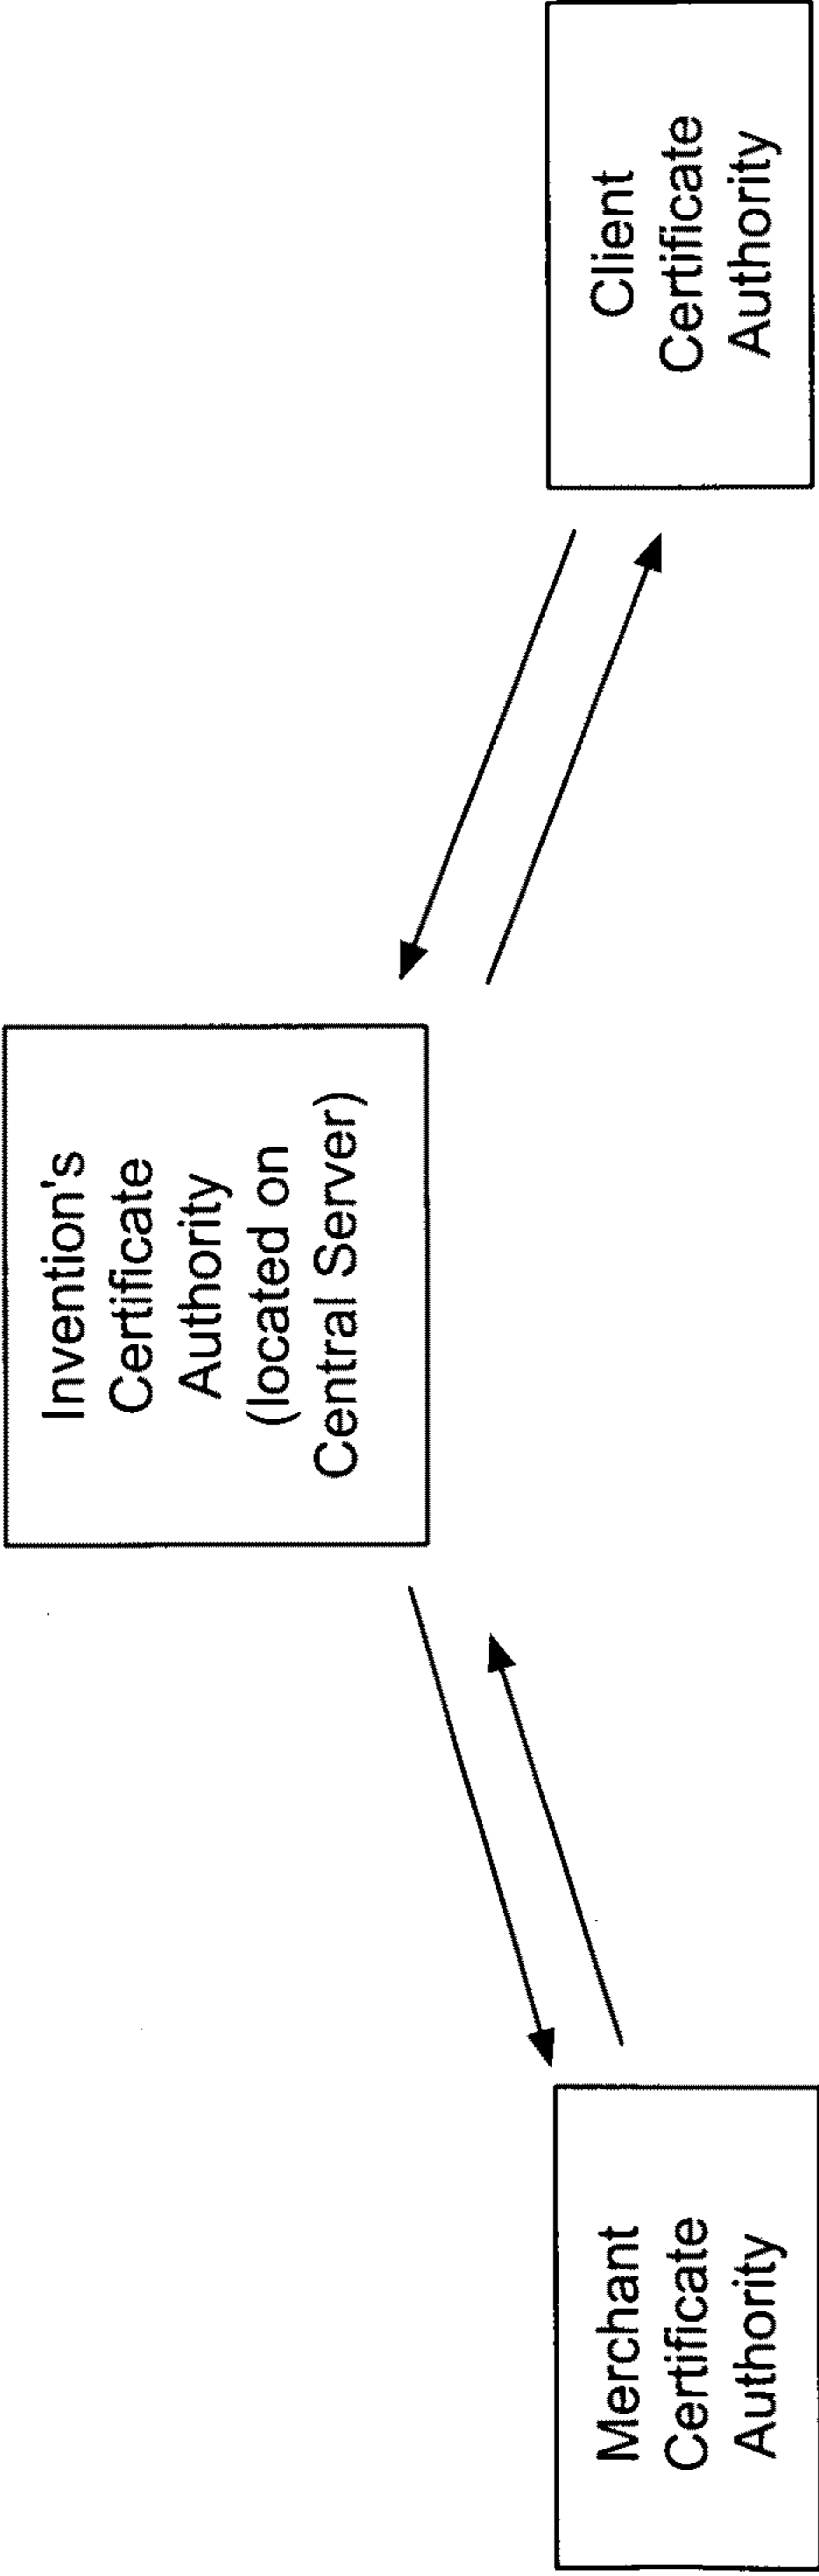 Invention's
Certificate
Authority
(located on
Central Server)
Merchant
Certificate
Authority
Client
Certificate
Authority